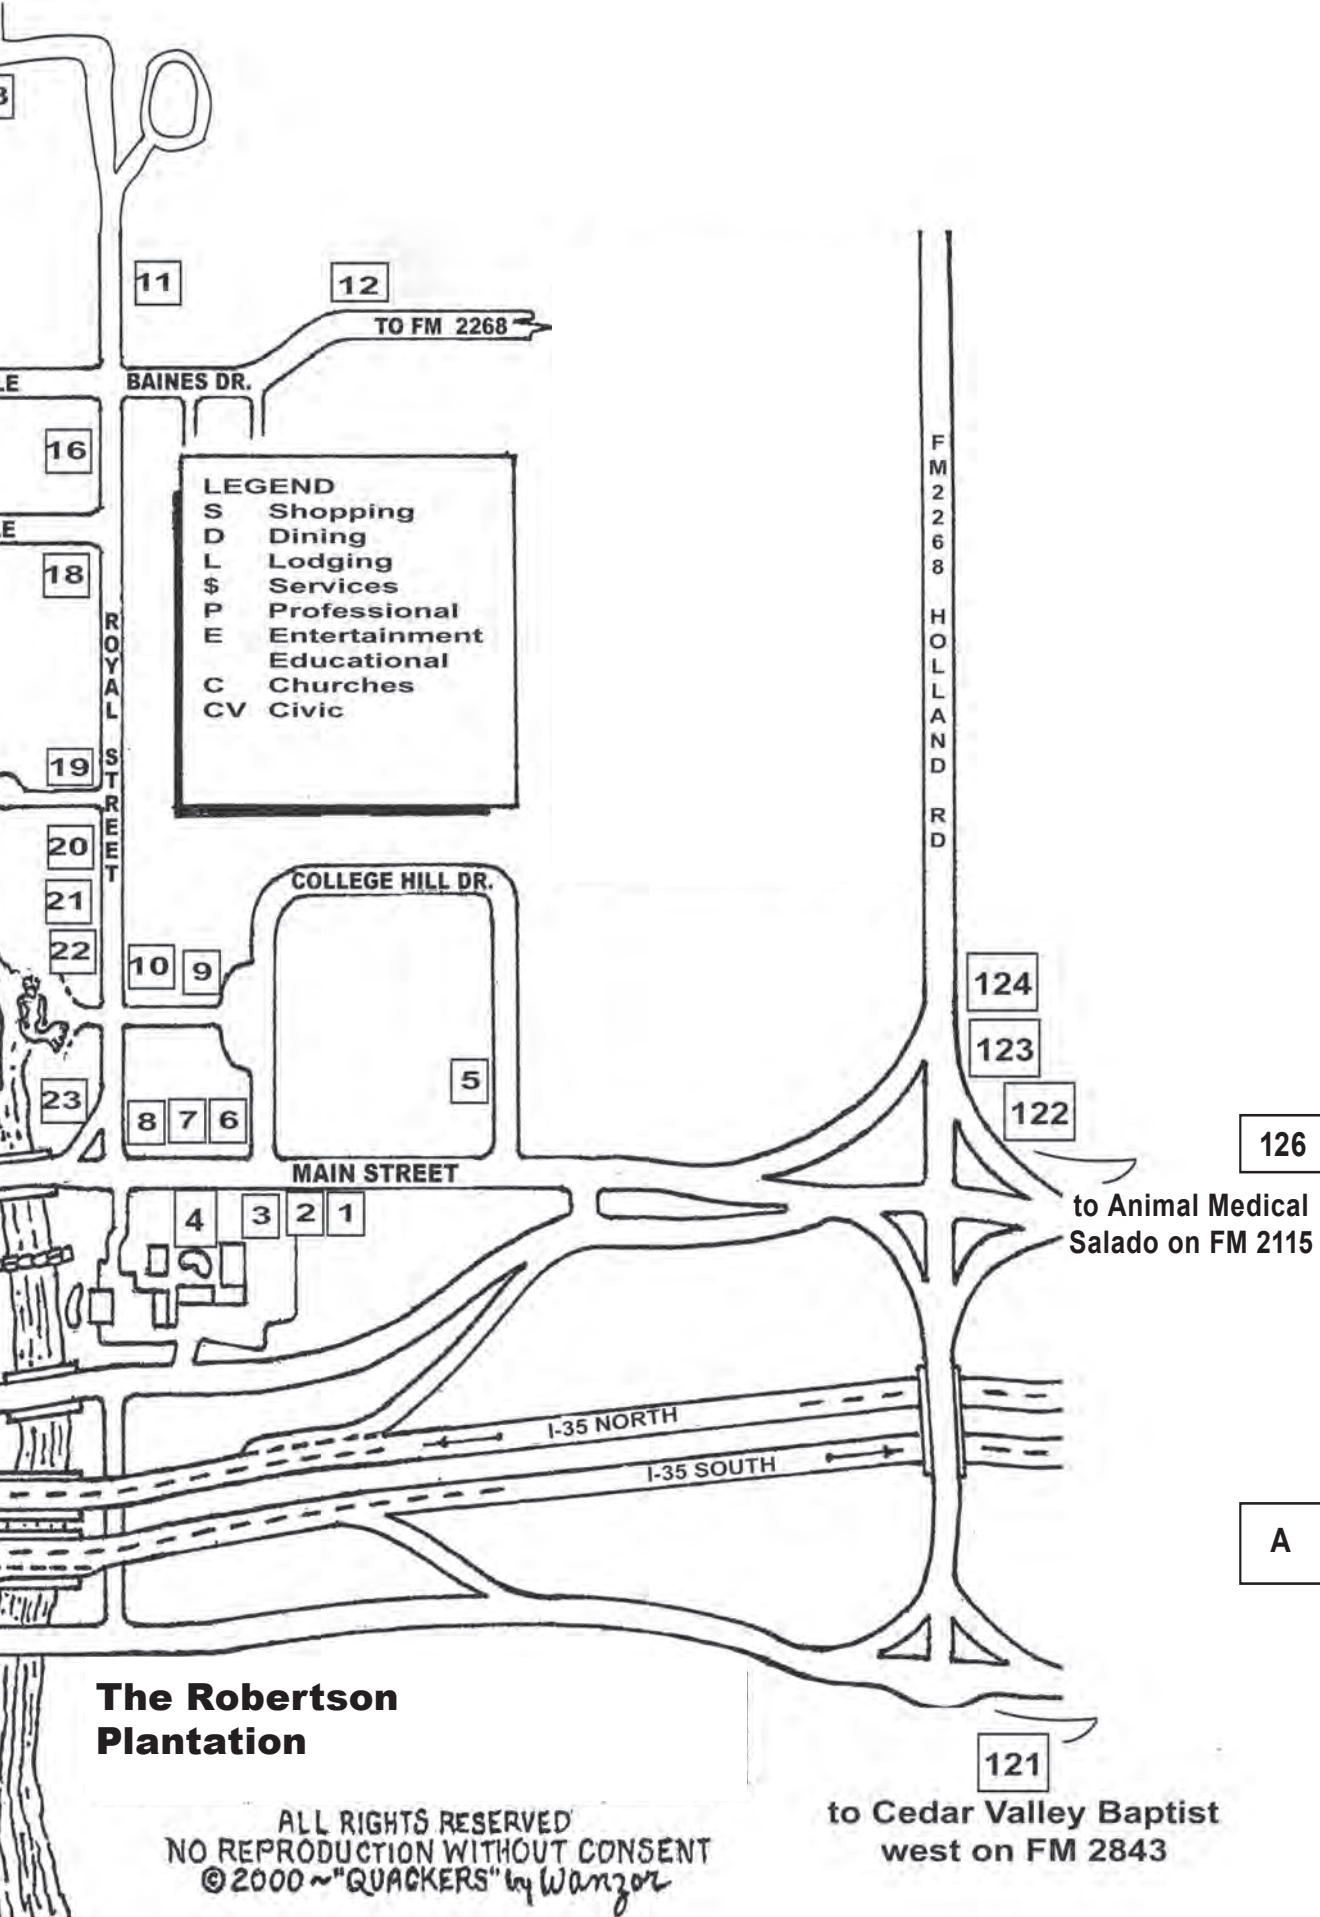 11
12
TO FM 2268
LE
BAINES DR.
16
LEGEND
S Shopping
D Dining
L Lodging
$ Services
P Professional
E Entertainment
Educational
C Churches
CV Civic
LE
18
ROYAL STREET
FM 2268 HOLLAND RD
19
20
21
22
COLLEGE HILL DR.
10
9
124
123
122
5
23
8
7
6
MAIN STREET
4
3
2
1
126
to Animal Medical
Salado on FM 2115
I-35 NORTH
I-35 SOUTH
A
The Robertson
Plantation
121
to Cedar Valley Baptist
west on FM 2843
ALL RIGHTS RESERVED
NO REPRODUCTION WITHOUT CONSENT
©2000~"QUACKERS" by Wanzor